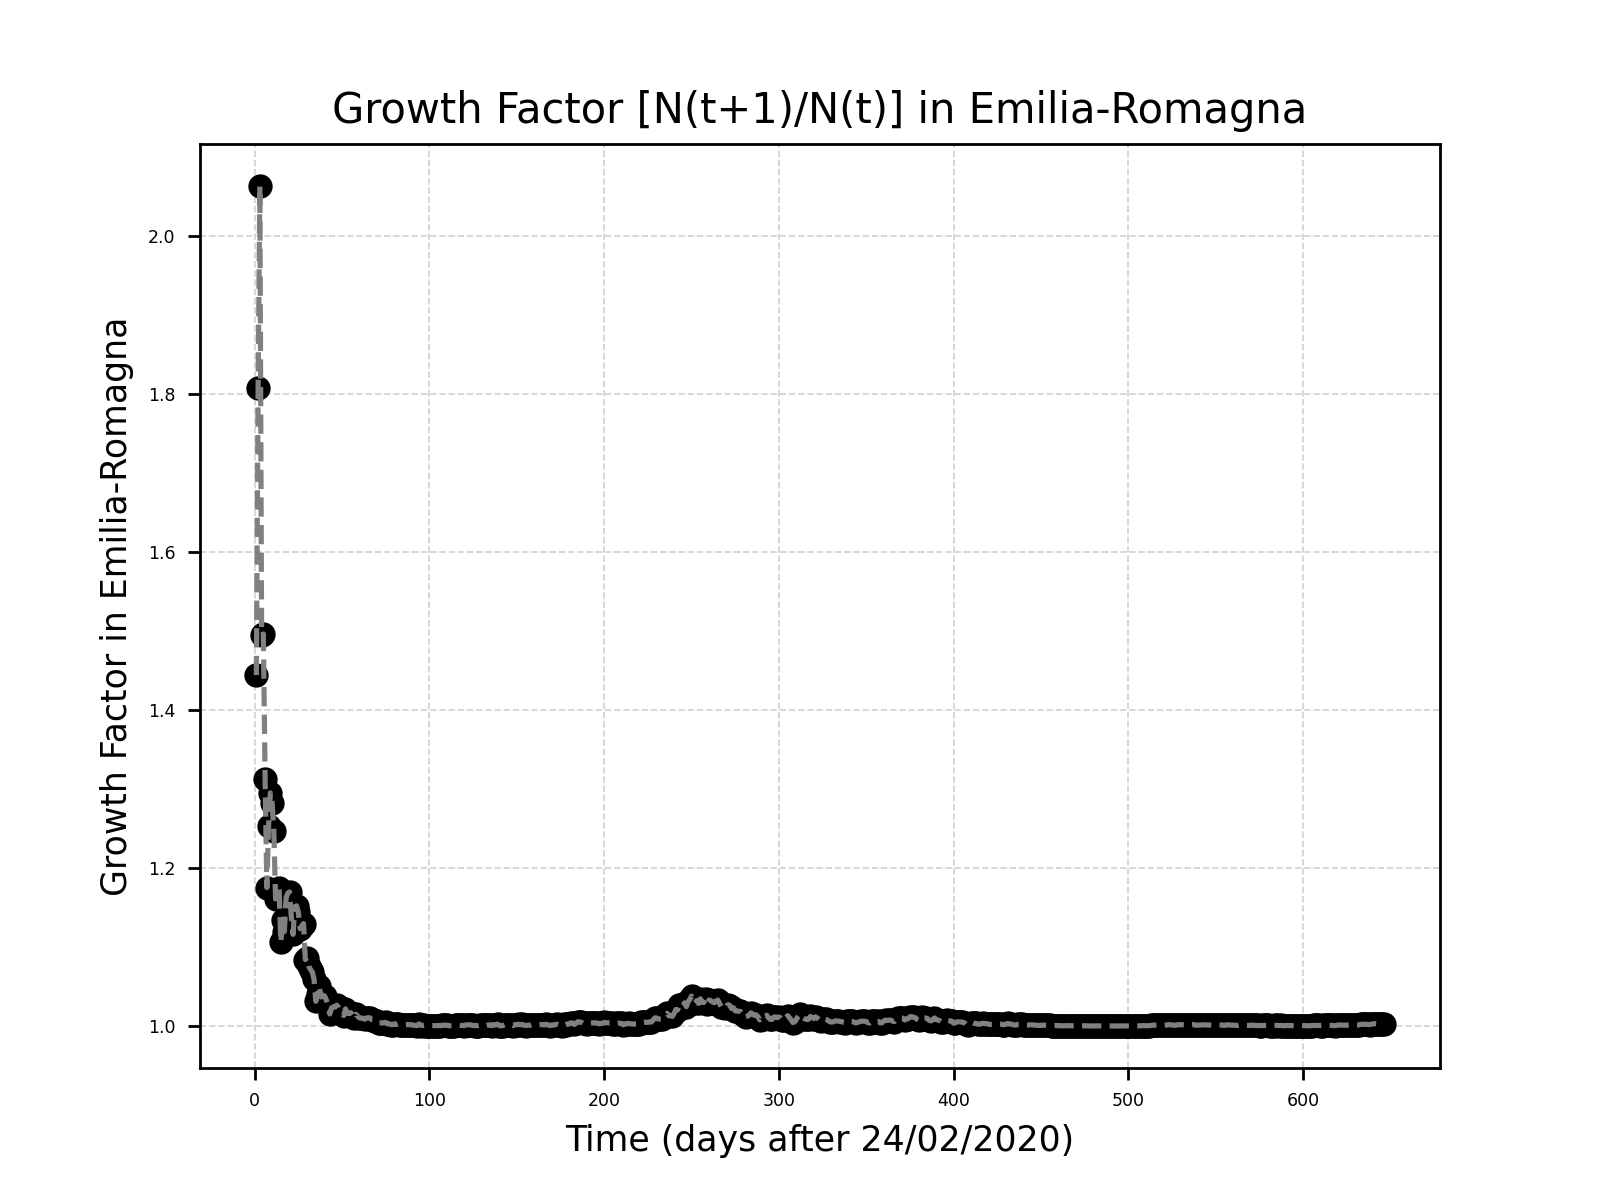 Growth Factor [N(t+1)/N(t)] in Emilia-Romagna
Growth Factor in Emilia-Romagna
2.0
1.8
1.6
1.4
1.2
1.0
0 100 200 300 400 500 600
Time (days after 24/02/2020)